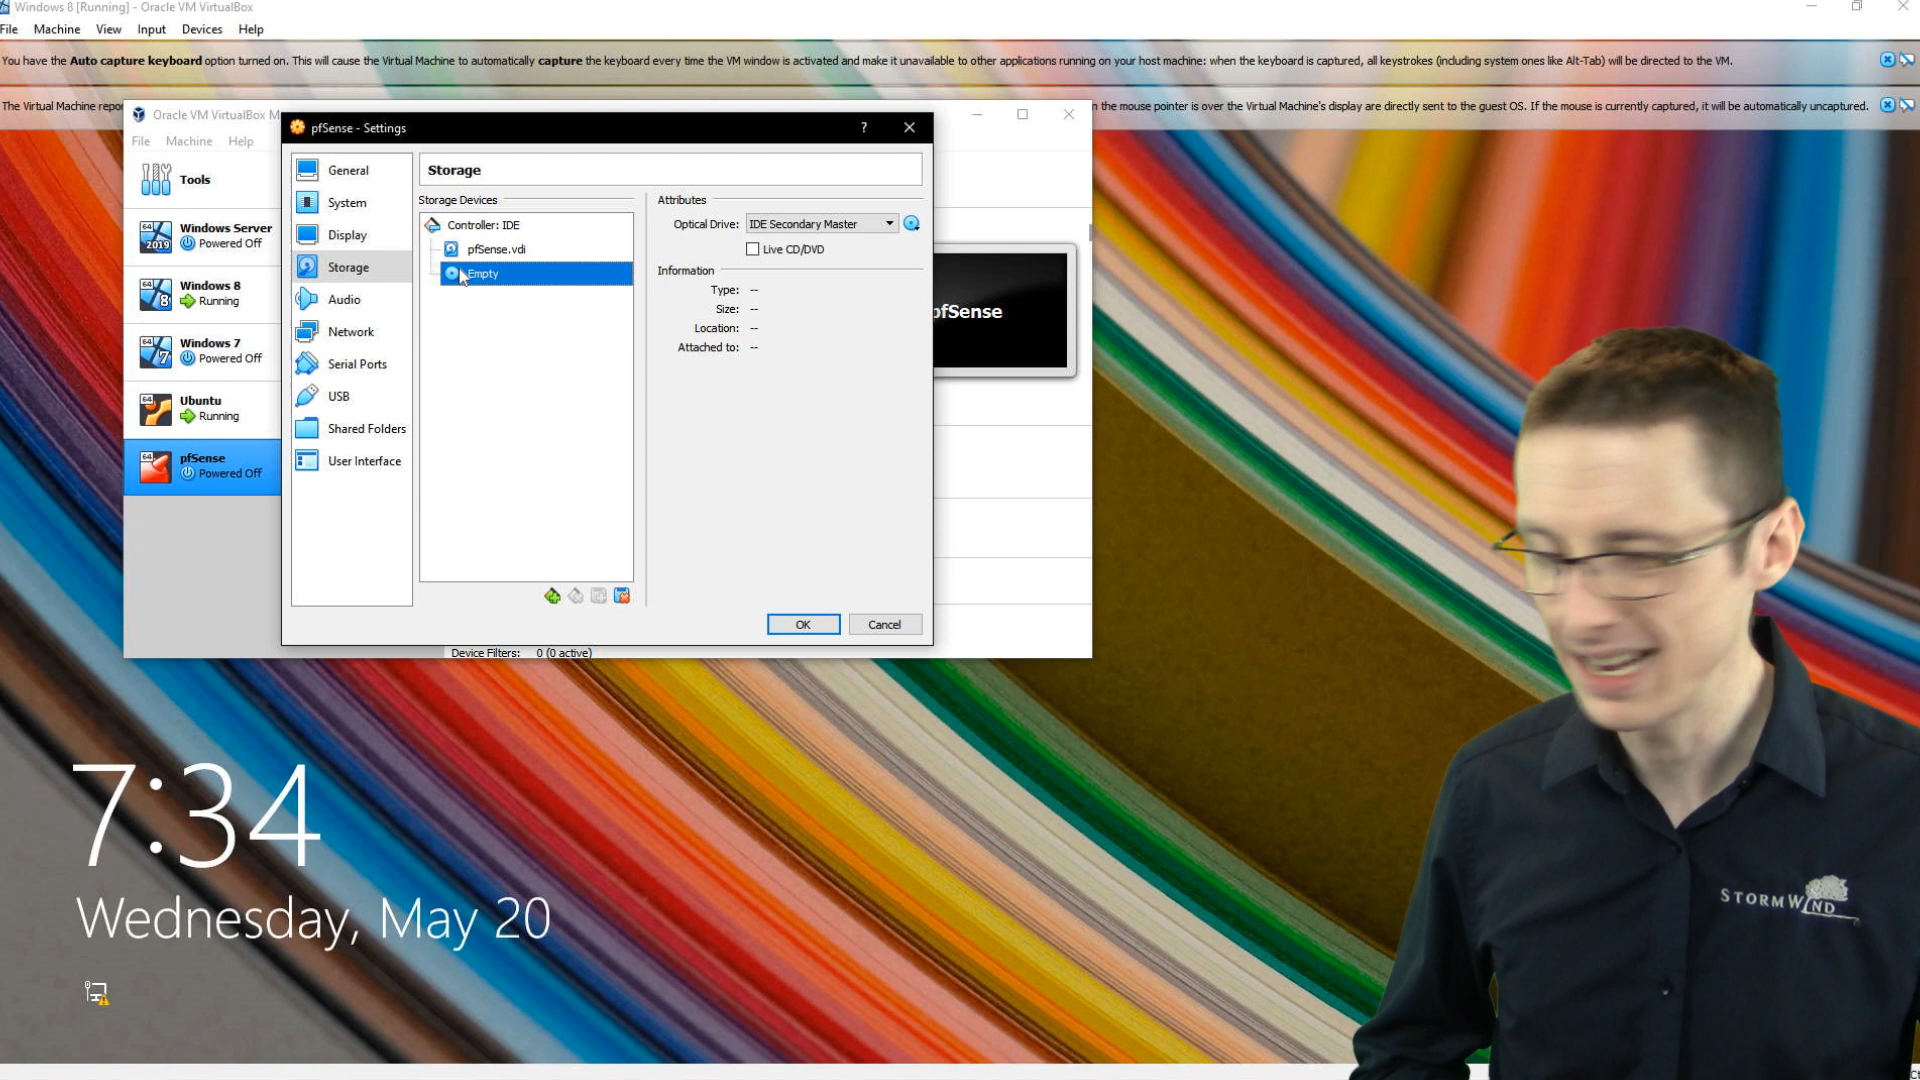 Windows 8 [Running] - Oracle VM VirtualBox
File Machine View Input Devices Help
You have the Auto capture keyboard option turned on. This will cause the Virtual Machine to automatically capture the keyboard every time the VM window is activated and make it unavailable to other applications running on your host machine: when the keyboard is captured, all keystrokes (including system ones like Alt-Tab) will be directed to the VM.
The Virtual Machine repor
n the mouse pointer is over the Virtual Machine's display are directly sent to the guest OS. If the mouse is currently captured, it will be automatically uncaptured.
Oracle VM VirtualBox M
File Machine Help
Tools
64
2019
Windows Server
Powered Off
64
8
Windows 8
Running
64
7
Windows 7
Powered Off
64
Ubuntu
Running
64
pfSense
Powered Off
pfSense - Settings
?
General
System
Display
Storage
Audio
Network
Serial Ports
USB
Shared Folders
User Interface
Storage
Storage Devices
Controller: IDE
pfSense.vdi
Empty
Attributes
Optical Drive: IDE Secondary Master
Live CD/DVD
Information
Type: --
Size: --
Location: --
Attached to: --
OK
Cancel
pfSense
Device Filters: 0 (0 active)
7:34
Wednesday, May 20
STORMWIND